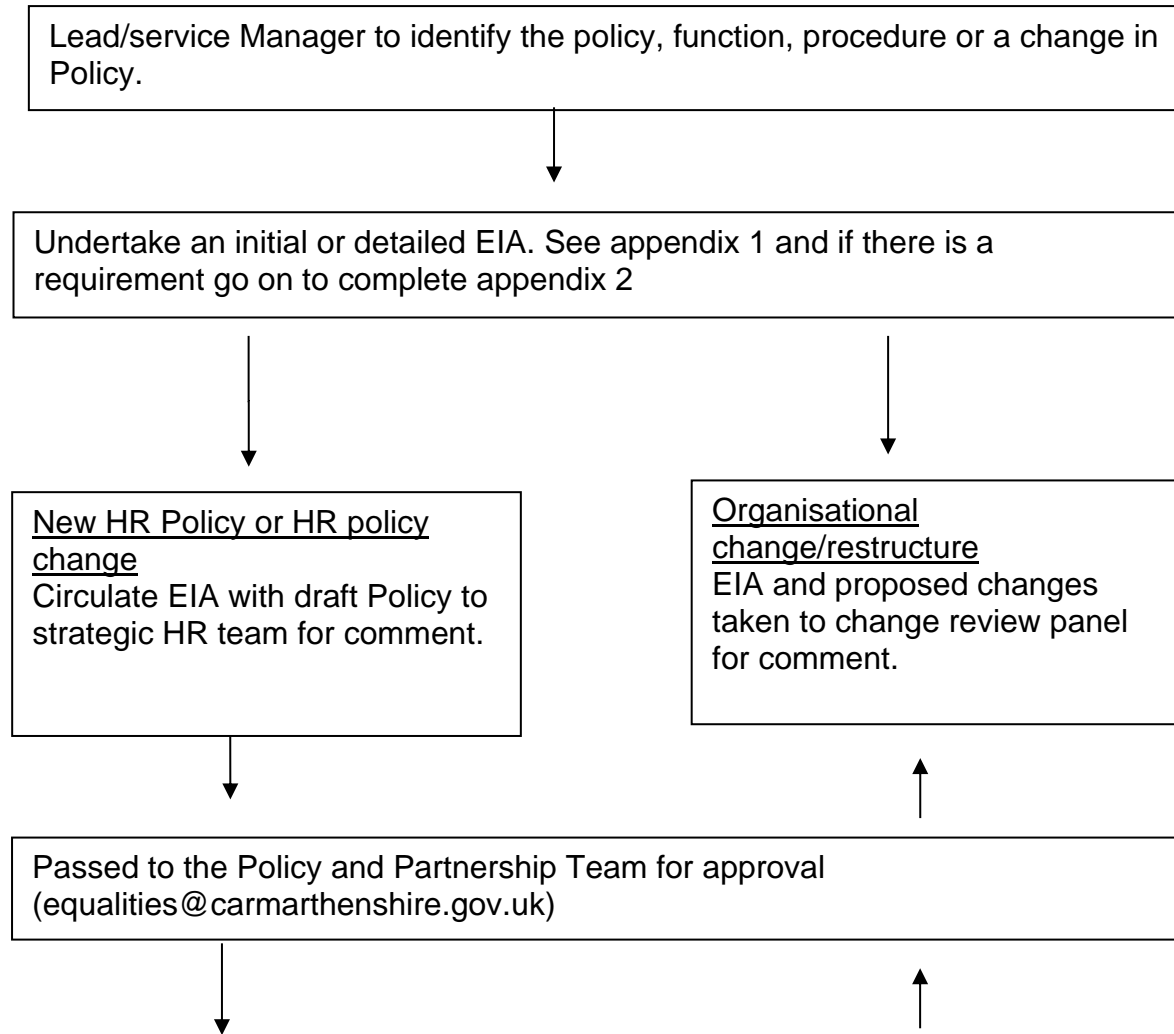 Lead/service Manager to identify the policy, function, procedure or a change in
Policy.
Undertake an initial or detailed EIA. See appendix 1 and if there is a
requirement go on to complete appendix 2
New HR Policy or HR policy
change
Circulate EIA with draft Policy to
strategic HR team for comment.
Organisational
change/restructure
EIA and proposed changes
taken to change review panel
for comment.
Passed to the Policy and Partnership Team for approval
(equalities@carmarthenshire.gov.uk)